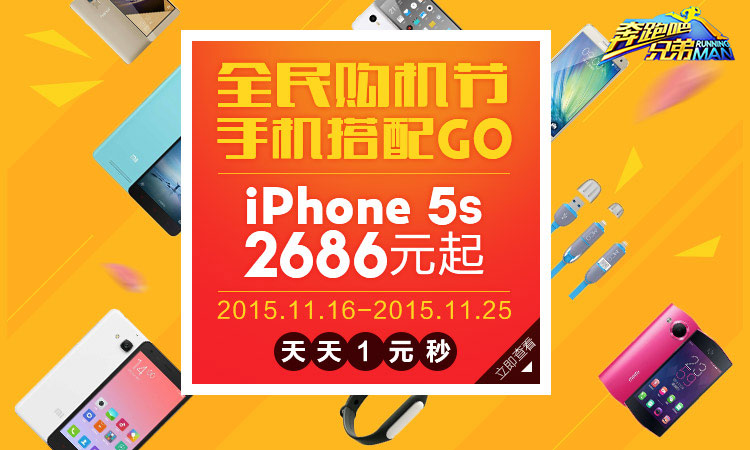 奔跑吧
兄弟
RUNNING
MAN
全民购机节
手机搭配GO
iPhone 5s
2686元起
2015.11.16-2015.11.25
天天1元秒
立即查看
meitu